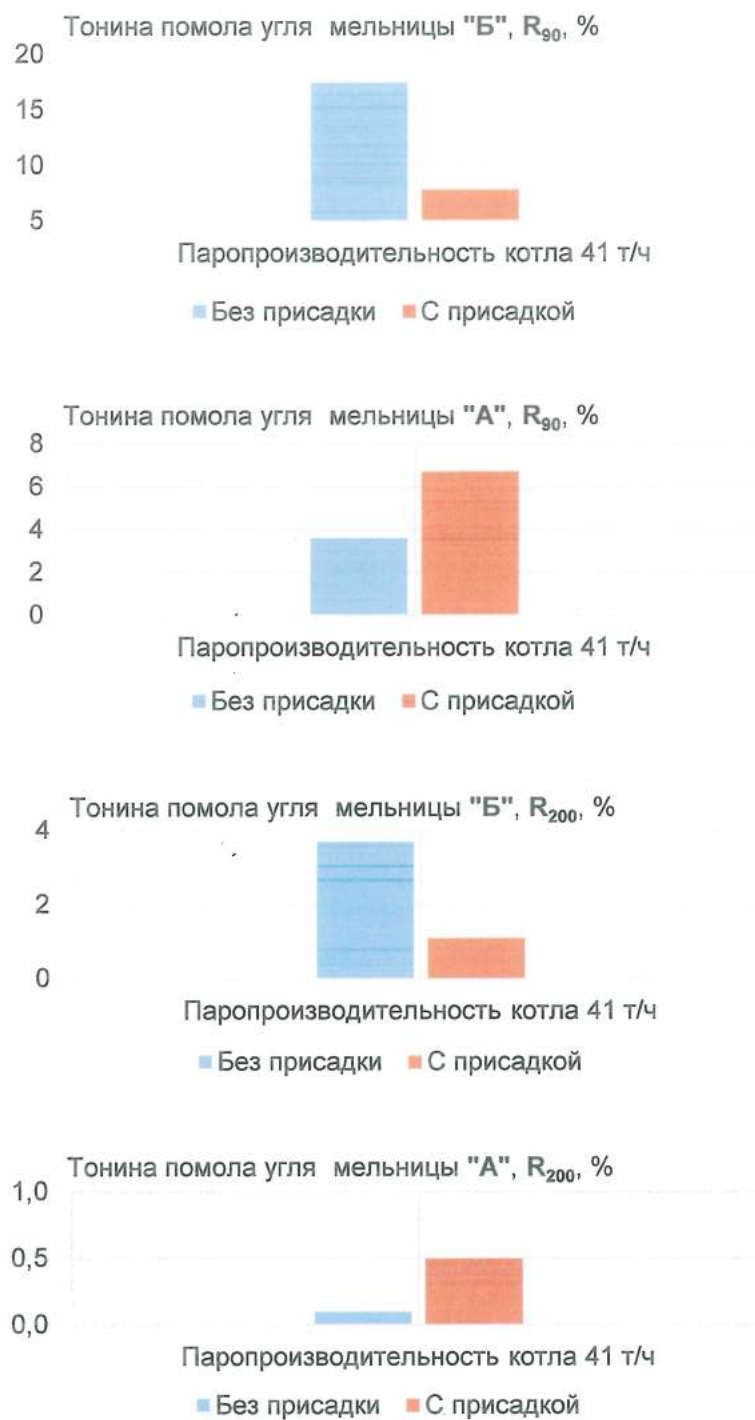 Тонина помола угля мельницы "Б", R90, %
20
15
10
5
Паропроизводительность котла 41 т/ч
Без присадки С присадкой
Тонина помола угля мельницы "А", R90, %
8
6
4
2
0
Паропроизводительность котла 41 т/ч
Без присадки С присадкой
Тонина помола угля мельницы "Б", R200, %
4
2
0
Паропроизводительность котла 41 т/ч
Без присадки С присадкой
Тонина помола угля мельницы "А", R200, %
1,0
0,5
0,0
Паропроизводительность котла 41 т/ч
Без присадки С присадкой